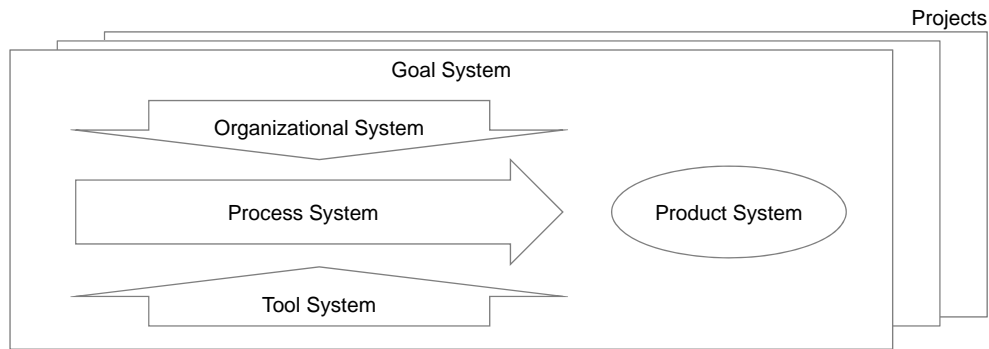 Projects
Goal System
Organizational System
Process System
Product System
Tool System